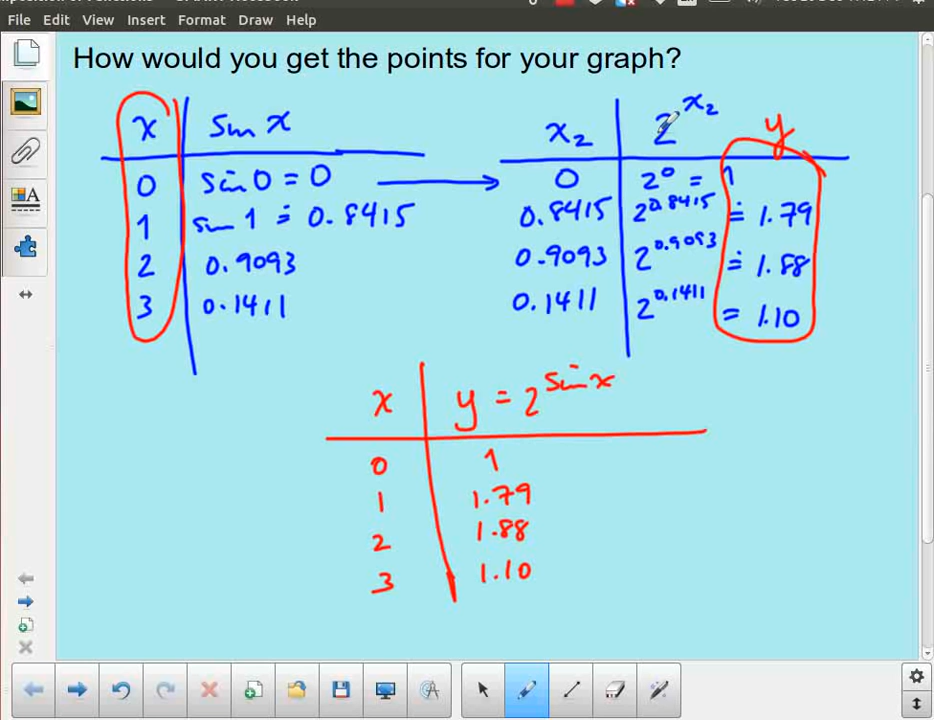 File Edit View Insert Format Draw Help
How would you get the points for your graph?
x sin x
0 sin 0 = 0
1 sin 1 ≐ 0.8415
2 0.9093
3 0.1411
x₂ 2^x₂ y
0 2^0 = 1
0.8415 2^0.8415 ≐ 1.79
0.9093 2^0.9093 ≐ 1.88
0.1411 2^0.1411 = 1.10
x y = 2^sin x
0 1
1 1.79
2 1.88
3 1.10